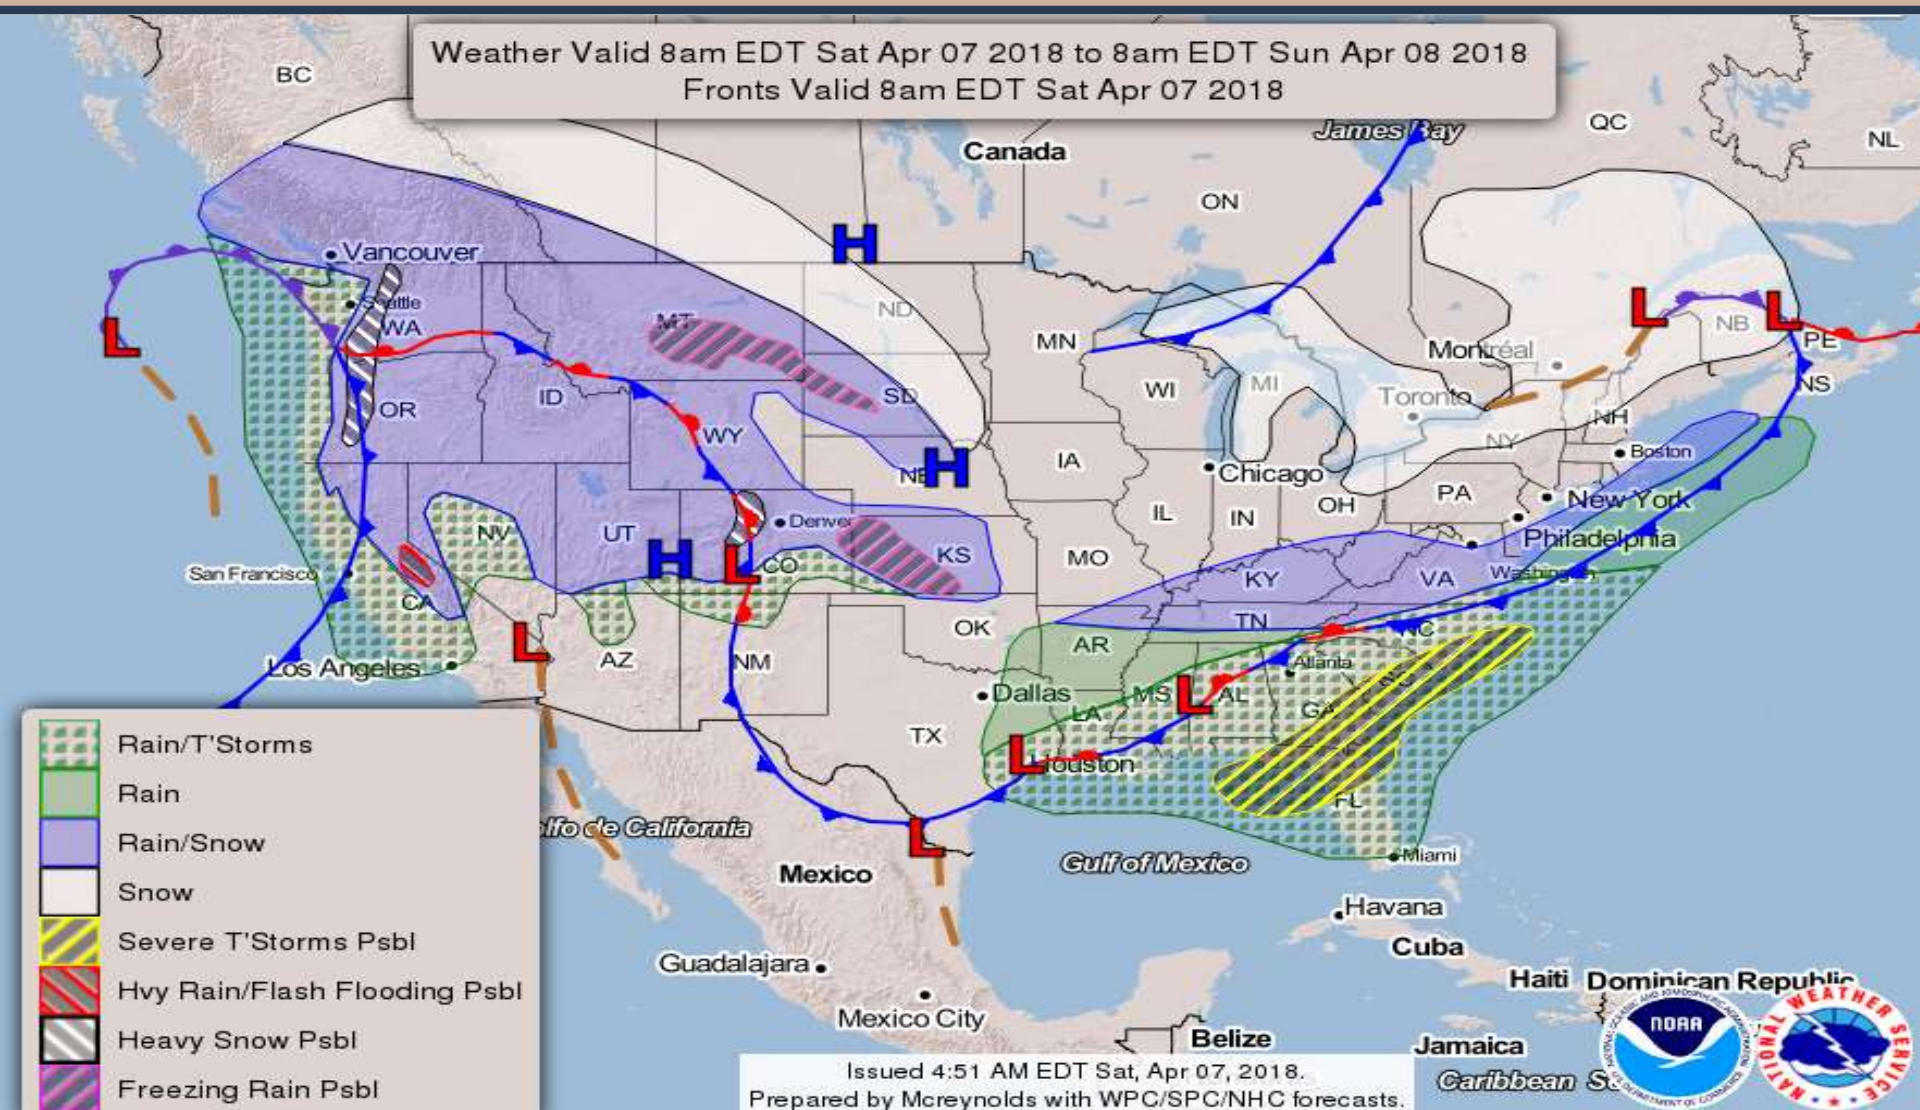 Weather Valid 8am EDT Sat Apr 07 2018 to 8am EDT Sun Apr 08 2018
Fronts Valid 8am EDT Sat Apr 07 2018
BC
James Bay
QC
NL
Canada
ON
Vancouver
H
Seattle
WA
MT
ND
MN
L
L
L
NB
PE
Montréal
OR
ID
SD
WI
MI
Toronto
NS
NH
WY
NE
H
IA
Chicago
NY
Boston
PA
New York
NV
UT
Denver
IL
IN
OH
Philadelphia
San Francisco
H
L
CO
KS
MO
KY
VA
Washington
CA
OK
TN
NC
L
AZ
NM
AR
Atlanta
Los Angeles
Dallas
MS
L
AL
SC
LA
GA
TX
L
Houston
FL
L
Golfo de California
Gulf of Mexico
Miami
Mexico
Havana
Cuba
Guadalajara
Mexico City
Haiti
Dominican Republic
Belize
Jamaica
Caribbean
Rain/T'Storms
Rain
Rain/Snow
Snow
Severe T'Storms Psbl
Hvy Rain/Flash Flooding Psbl
Heavy Snow Psbl
Freezing Rain Psbl
Issued 4:51 AM EDT Sat, Apr 07, 2018.
Prepared by Mcreynolds with WPC/SPC/NHC forecasts.
NOAA
NATIONAL WEATHER SERVICE